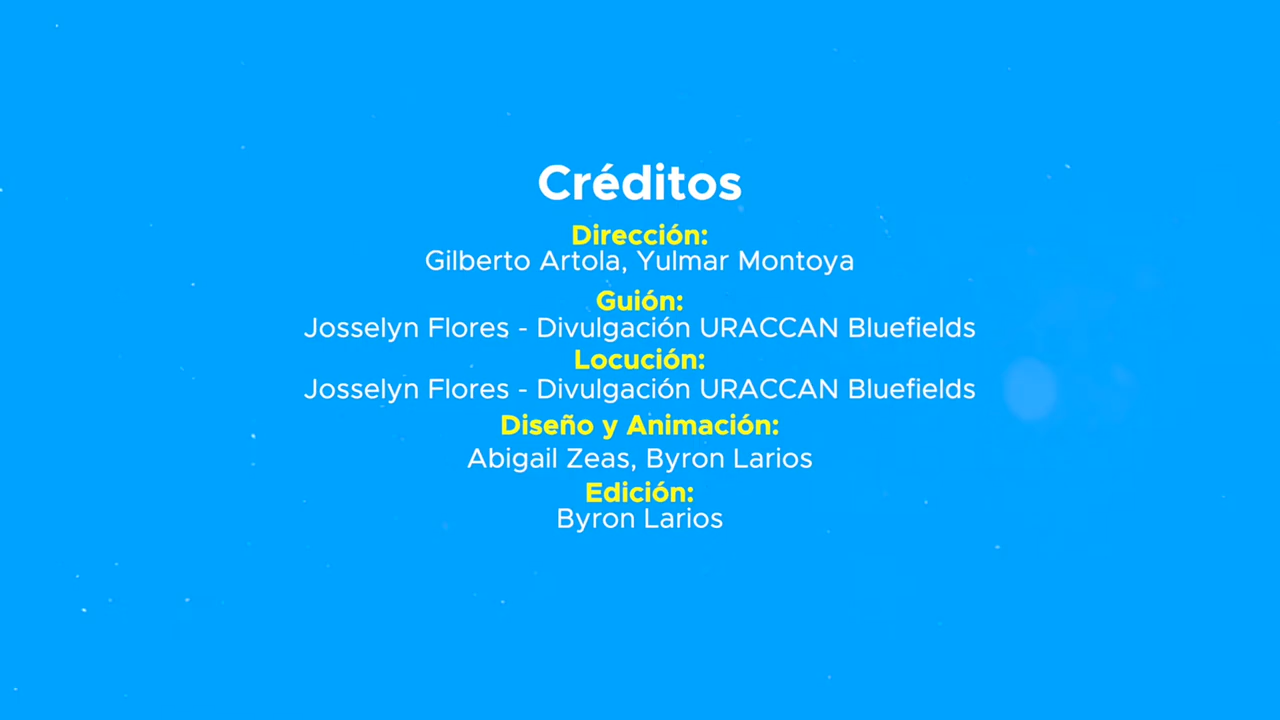 Créditos
Dirección:
Gilberto Artola, Yulmar Montoya
Guión:
Josselyn Flores - Divulgación URACCAN Bluefields
Locución:
Josselyn Flores - Divulgación URACCAN Bluefields
Diseño y Animación:
Abigail Zeas, Byron Larios
Edición:
Byron Larios